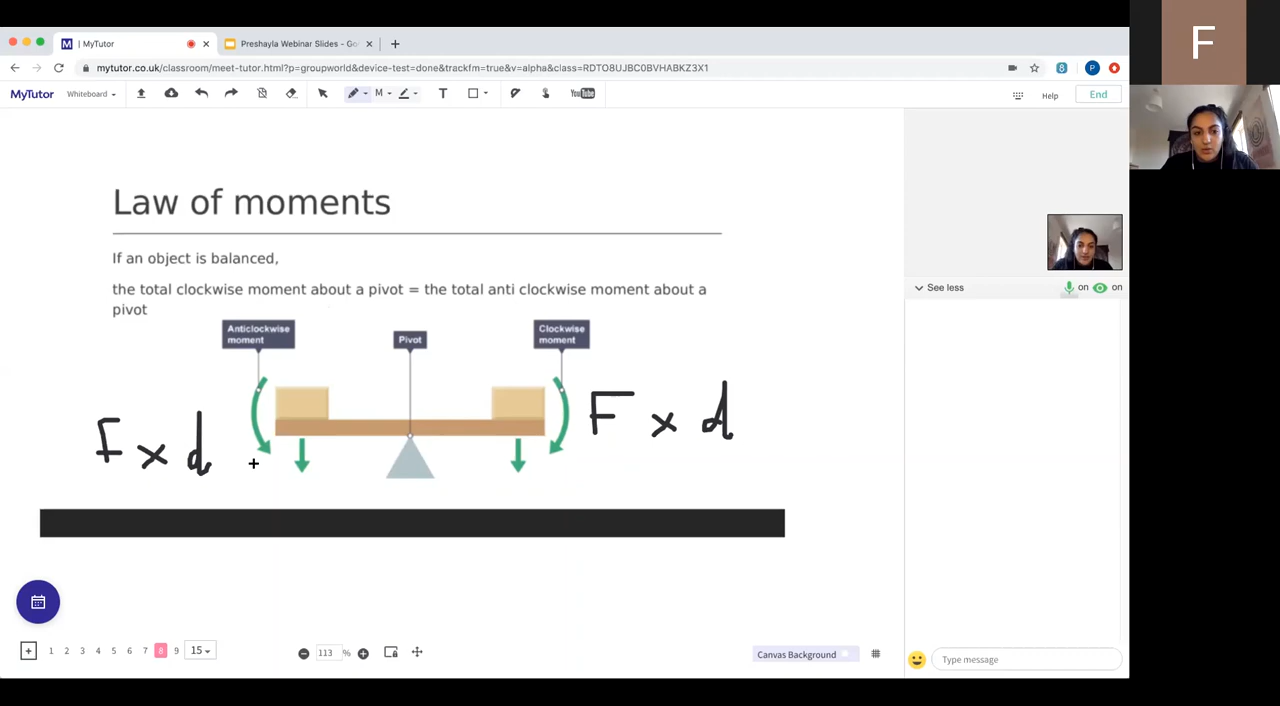 F
M | MyTutor
Preshayla Webinar Slides - Go
mytutor.co.uk/classroom/meet-tutor.html?p=groupworld&device-test=done&trackfm=true&v=alpha&class=RDTO8UJBC0BVHABKZ3X1
8
P
MyTutor
Whiteboard
M
T
YouTube
Help
End
Law of moments
If an object is balanced,
the total clockwise moment about a pivot = the total anti clockwise moment about a
pivot
Anticlockwise
moment
Pivot
Clockwise
moment
F x d
F x d
See less
on
on
1 2 3 4 5 6 7 8 9 15
113 %
Canvas Background
Type message